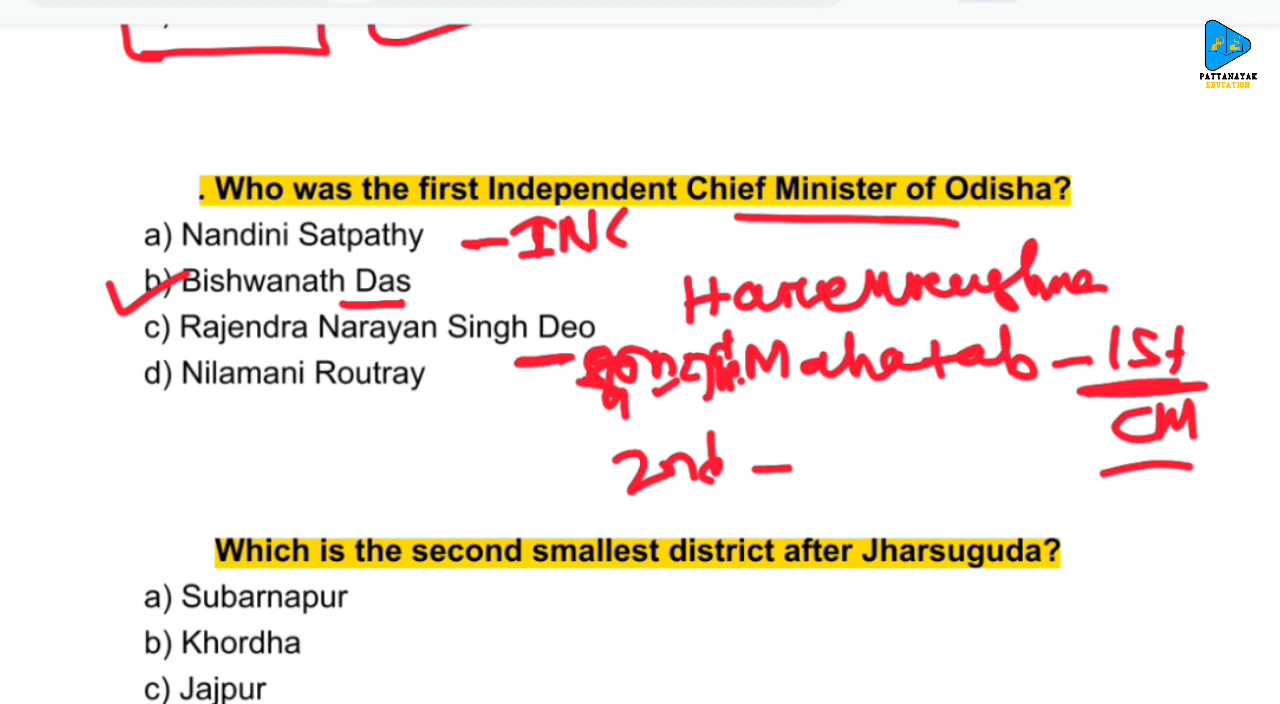 PATTANAYAK
EDUCATION
. Who was the first Independent Chief Minister of Odisha?
a) Nandini Satpathy – INC
b) Bishwanath Das
c) Rajendra Narayan Singh Deo
d) Nilamani Routray
Mahatab – 1st
CM
2nd –
Which is the second smallest district after Jharsuguda?
a) Subarnapur
b) Khordha
c) Jajpur